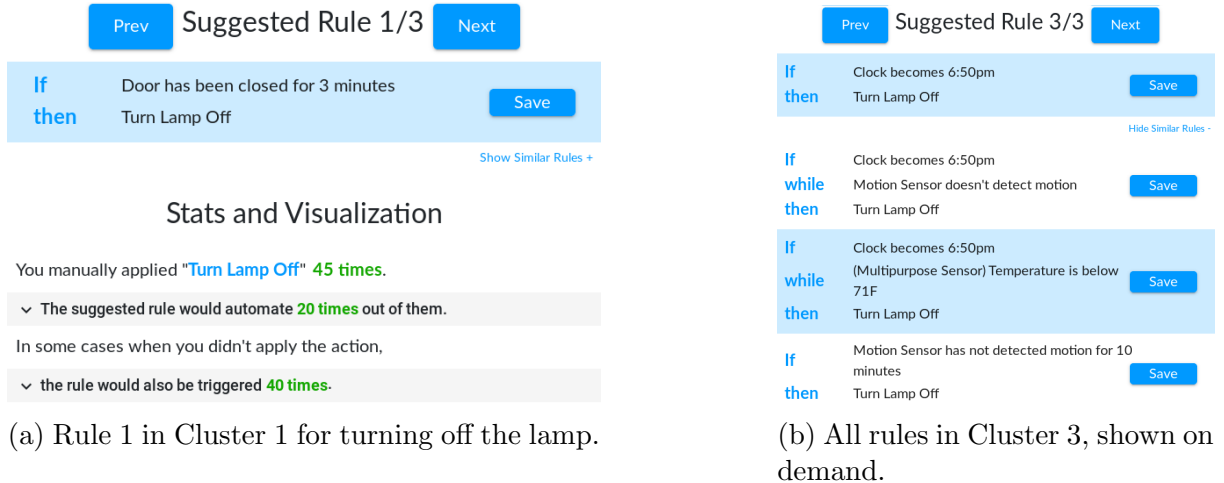 Prev Suggested Rule 1/3 Next
If Door has been closed for 3 minutes
then Turn Lamp Off
Save
Show Similar Rules +
Stats and Visualization
You manually applied "Turn Lamp Off" 45 times.
The suggested rule would automate 20 times out of them.
In some cases when you didn't apply the action,
the rule would also be triggered 40 times.
(a) Rule 1 in Cluster 1 for turning off the lamp.
Prev Suggested Rule 3/3 Next
If Clock becomes 6:50pm
then Turn Lamp Off
Save
Hide Similar Rules -
If Clock becomes 6:50pm
while Motion Sensor doesn't detect motion
then Turn Lamp Off
Save
If Clock becomes 6:50pm
while (Multipurpose Sensor) Temperature is below
71F
then Turn Lamp Off
Save
If Motion Sensor has not detected motion for 10
minutes
then Turn Lamp Off
Save
(b) All rules in Cluster 3, shown on
demand.